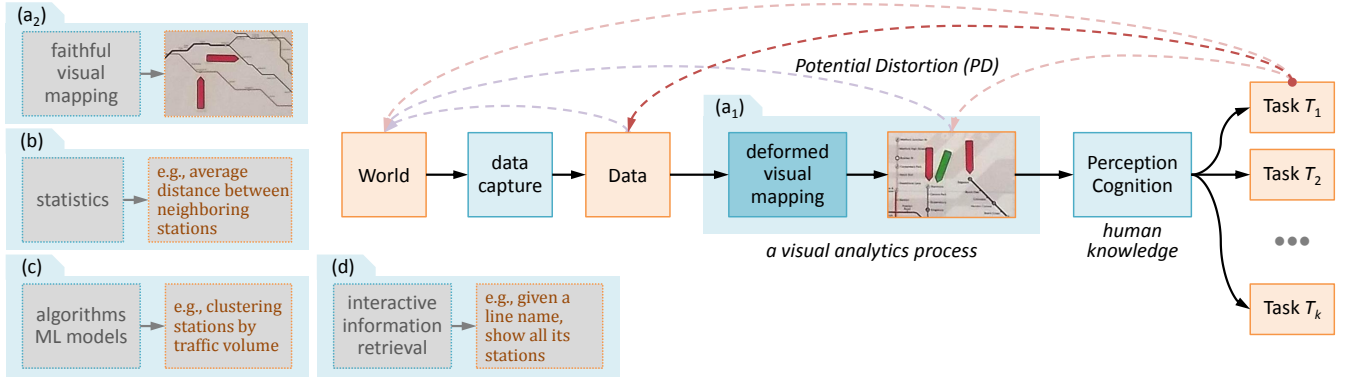 (a2)
faithful
visual
mapping
(b)
statistics
e.g., average
distance between
neighboring
stations
(c)
algorithms
ML models
e.g., clustering
stations by
traffic volume
(d)
interactive
information
retrieval
e.g., given a
line name,
show all its
stations
Potential Distortion (PD)
World
data
capture
Data
(a1)
deformed
visual
mapping
a visual analytics process
Perception
Cognition
human
knowledge
Task T1
Task T2
•••
Task Tk